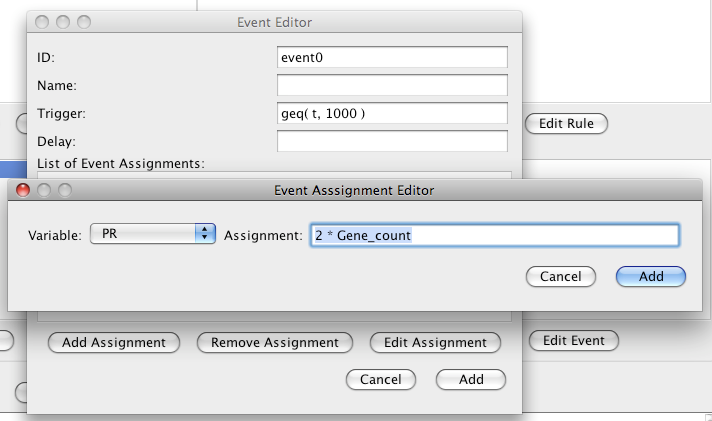 Event Editor
ID: event0
Name:
Trigger: geq( t, 1000 )
Delay:
Edit Rule
List of Event Assignments:
Event Asssignment Editor
Variable: PR Assignment: 2 * Gene_count
Cancel Add
Add Assignment Remove Assignment Edit Assignment Edit Event
Cancel Add